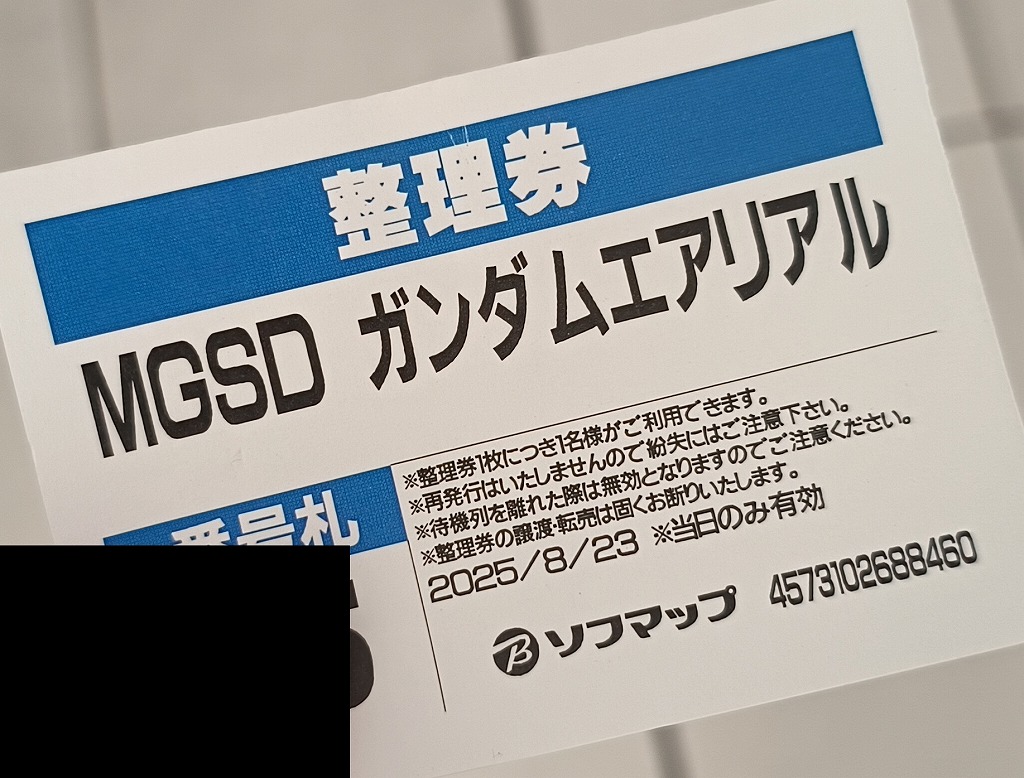 整理券
MGSD ガンダムエアリアル
※整理券1枚につき1名様がご利用できます。
※再発行はいたしませんので紛失にはご注意下さい。
※待機列を離れた際は無効となりますのでご注意ください。
※整理券の譲渡・転売は固くお断りいたします。
2025/8/23 ※当日のみ有効
番号札
ソフマップ 4573102688460